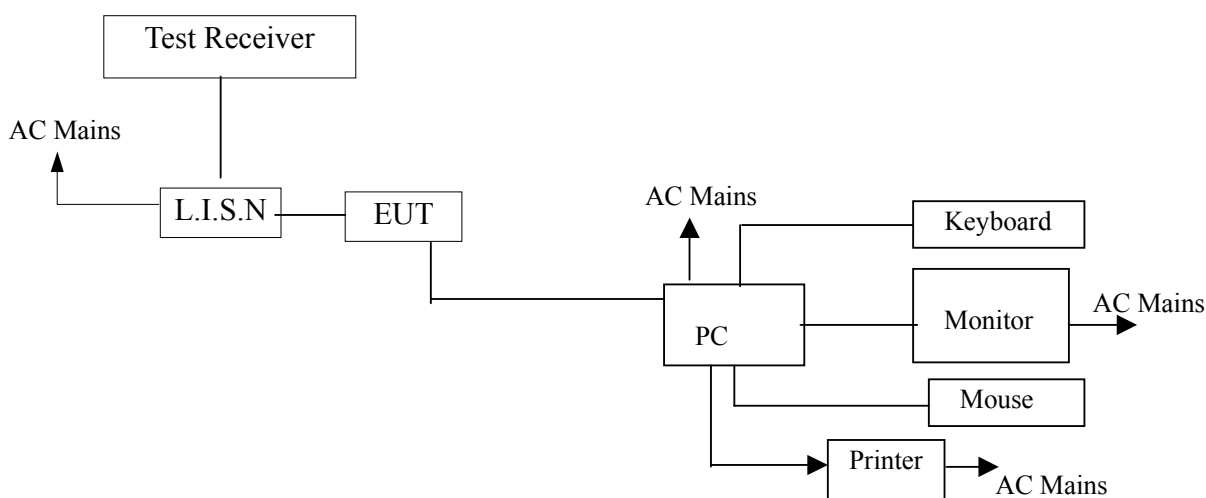 Test Receiver
AC Mains
L.I.S.N
EUT
AC Mains
Keyboard
PC
Monitor
AC Mains
Mouse
Printer
AC Mains